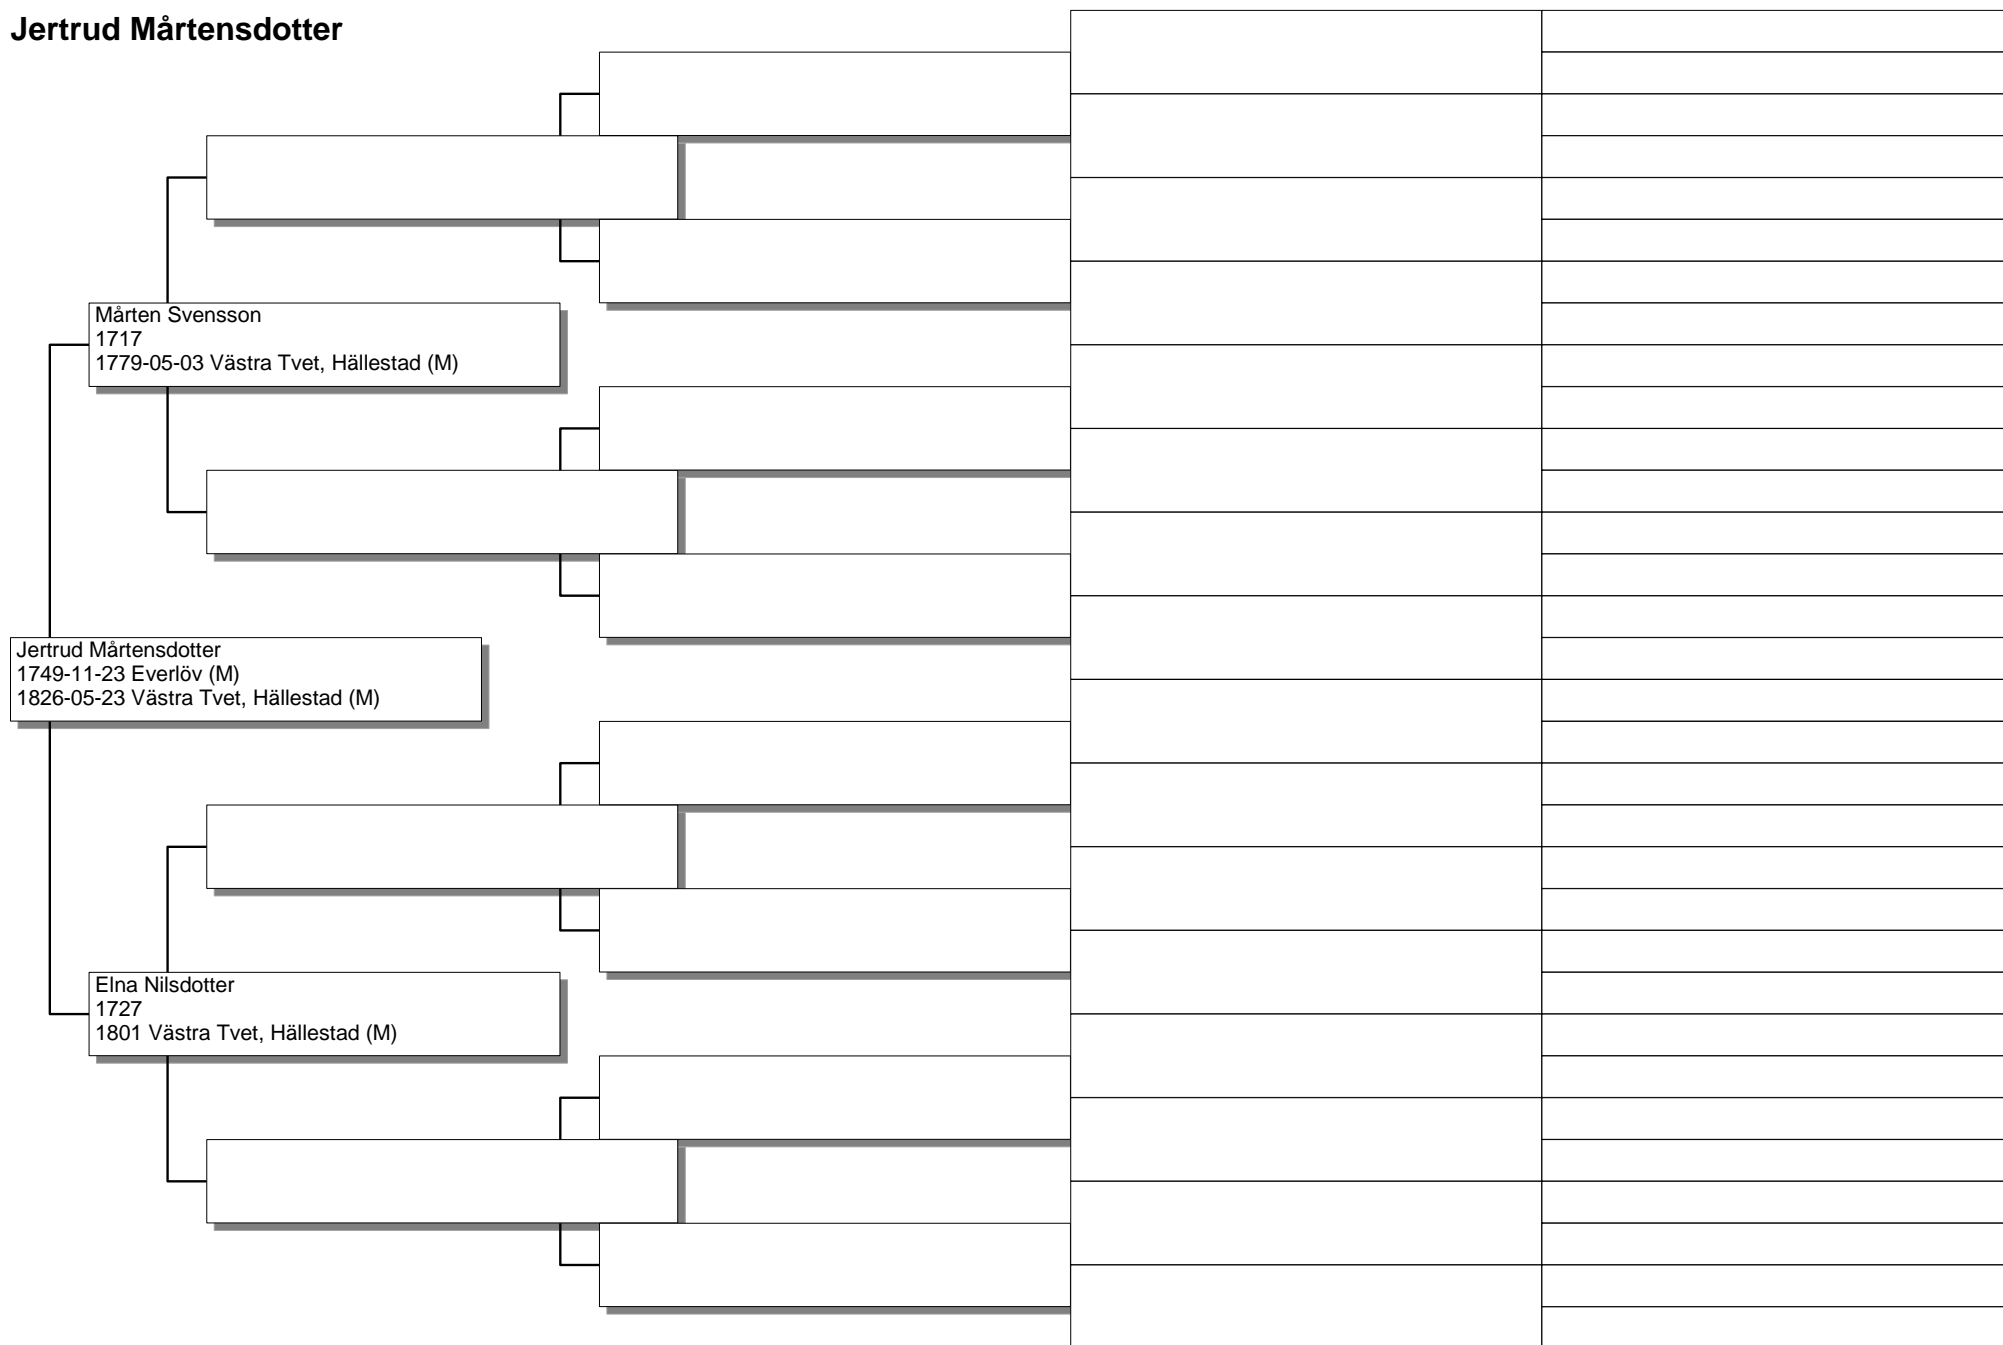 Jertrud Mårtensdotter
Mårten Svensson
1717
1779-05-03 Västra Tvet, Hällestad (M)
Jertrud Mårtensdotter
1749-11-23 Everlöv (M)
1826-05-23 Västra Tvet, Hällestad (M)
Elna Nilsdotter
1727
1801 Västra Tvet, Hällestad (M)